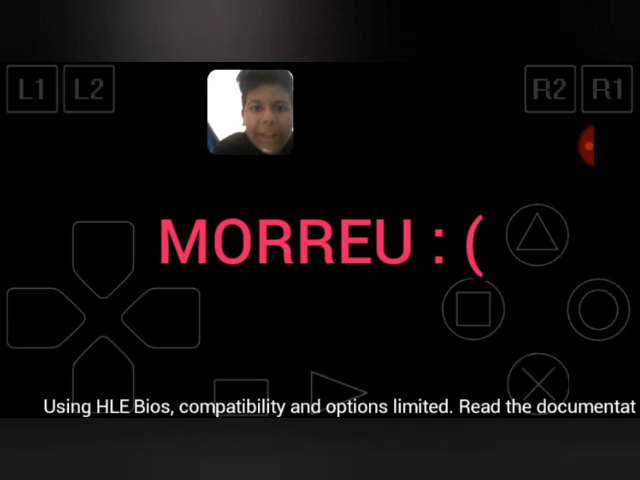 L1 L2 R2 R1
MORREU : (
Using HLE Bios, compatibility and options limited. Read the documentat